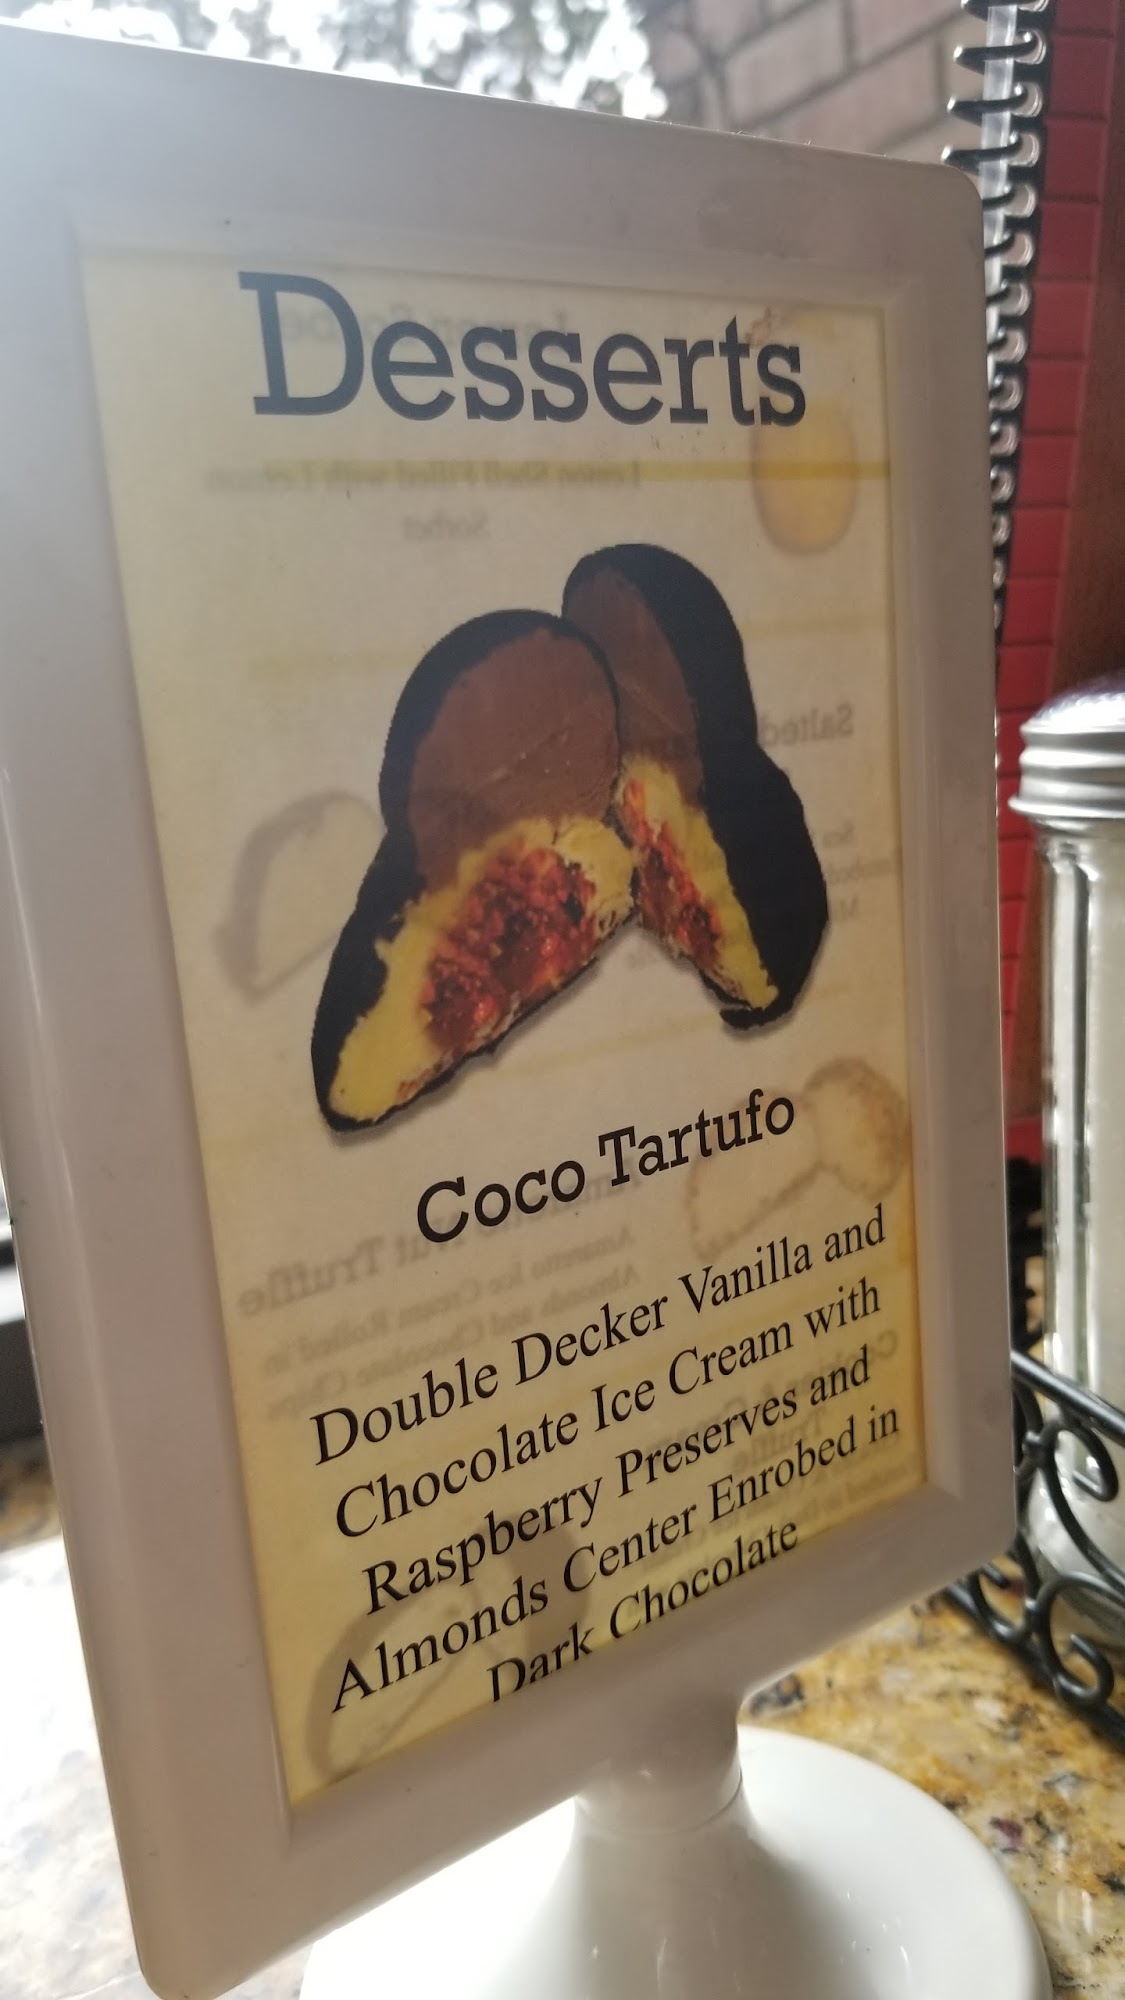 Desserts
Coco Tartufo
Double Decker Vanilla and
Chocolate Ice Cream with
Raspberry Preserves and
Almonds Center Enrobed in
Dark Chocolate